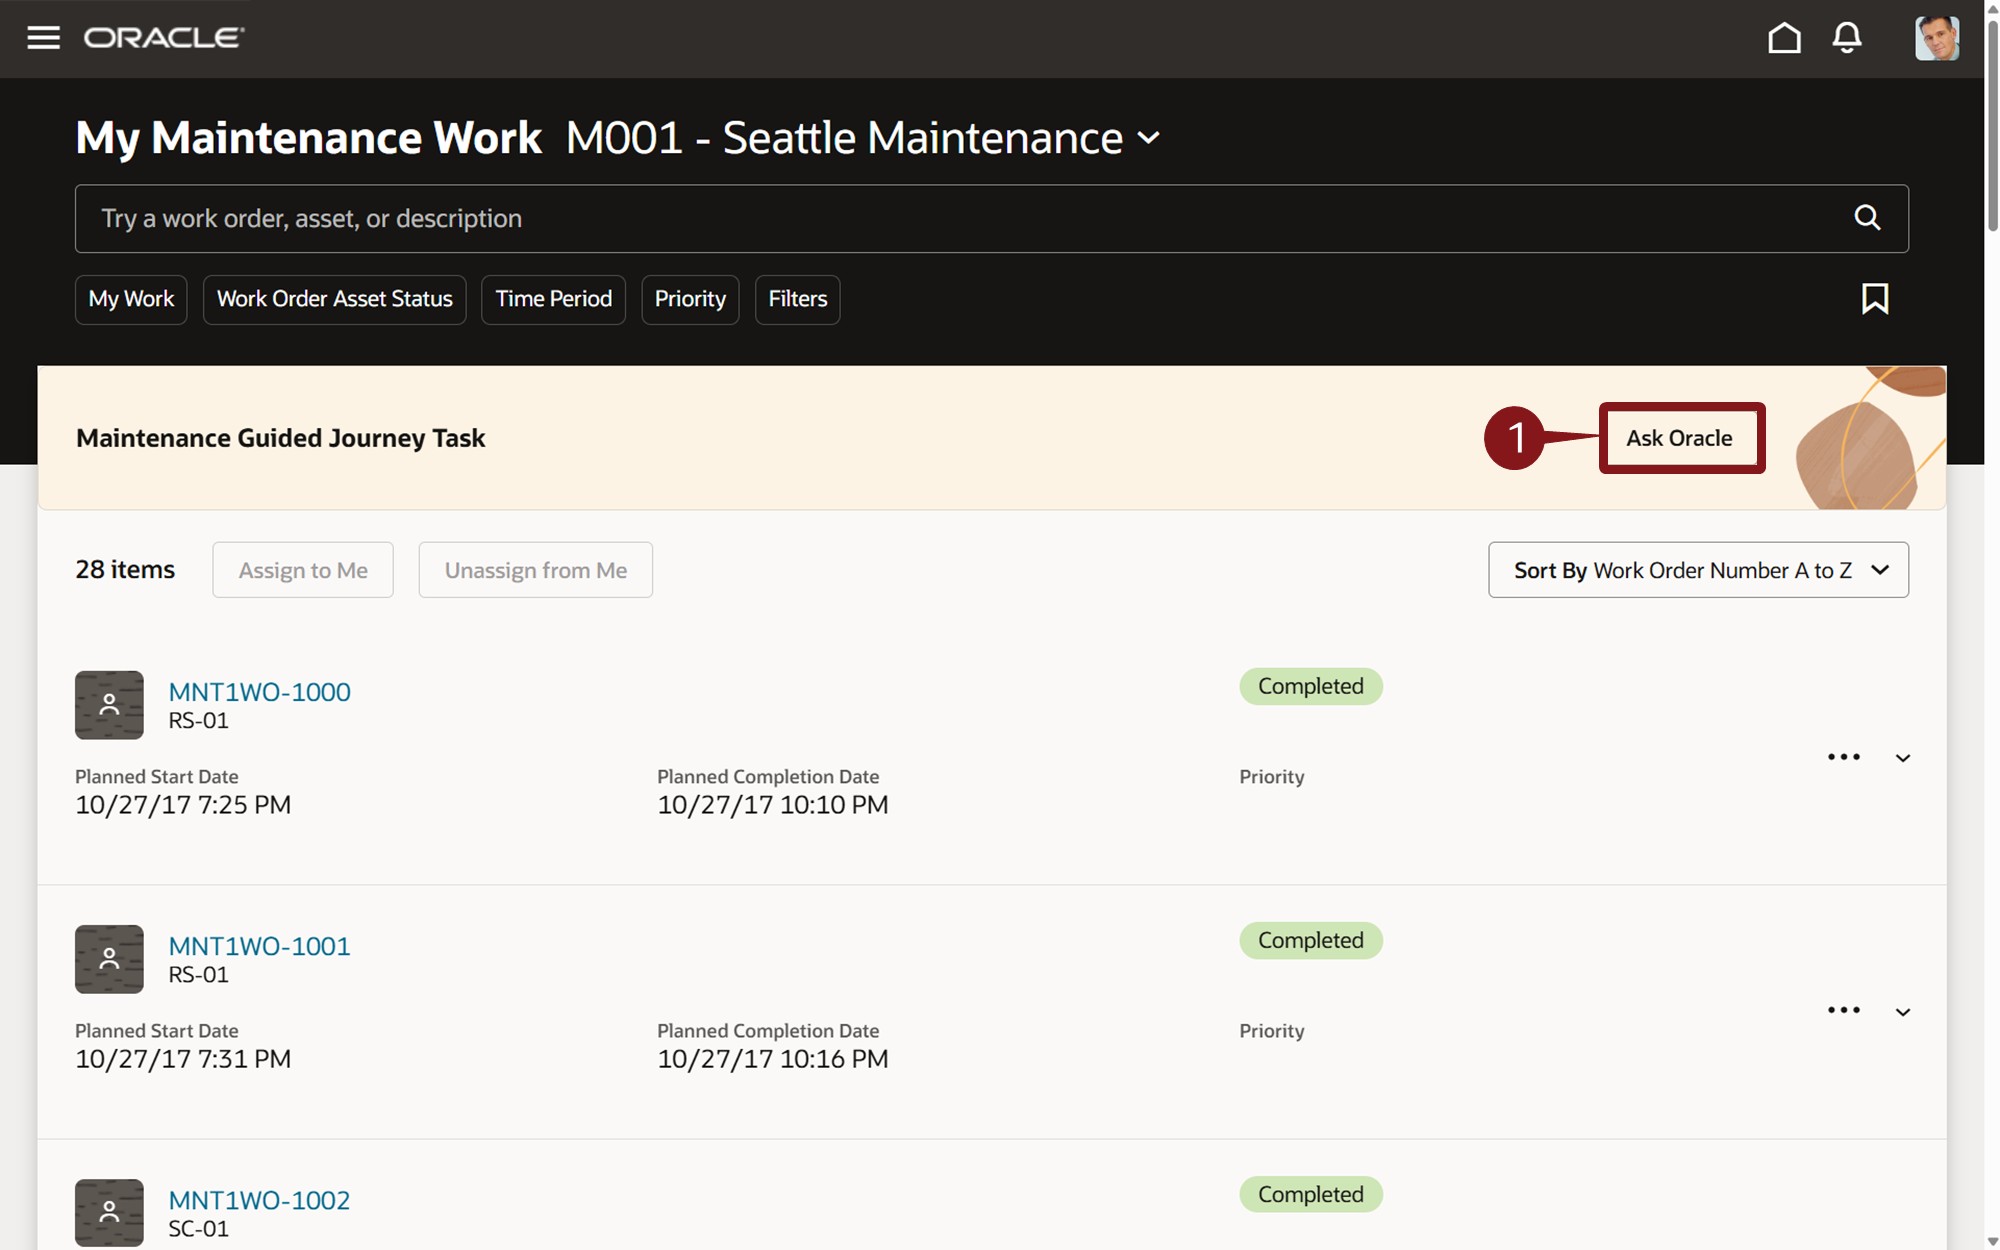 ORACLE
My Maintenance Work M001 - Seattle Maintenance
Try a work order, asset, or description
My Work Work Order Asset Status Time Period Priority Filters
Maintenance Guided Journey Task 1 Ask Oracle
28 items Assign to Me Unassign from Me Sort By Work Order Number A to Z
MNT1WO-1000 Completed
RS-01
Planned Start Date Planned Completion Date Priority
10/27/17 7:25 PM 10/27/17 10:10 PM
MNT1WO-1001 Completed
RS-01
Planned Start Date Planned Completion Date Priority
10/27/17 7:31 PM 10/27/17 10:16 PM
MNT1WO-1002 Completed
SC-01